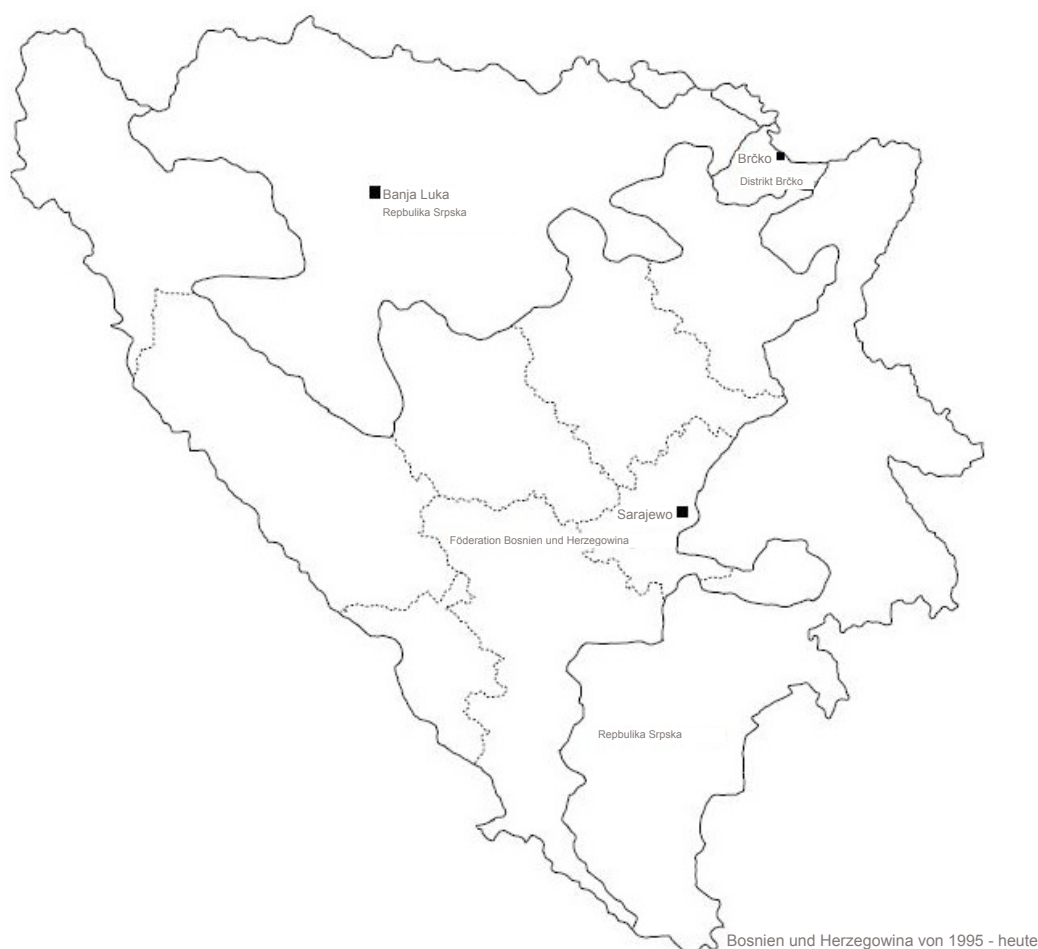 Brčko
Distrikt Brčko
Banja Luka
Repbulika Srpska
Sarajewo
Föderation Bosnien und Herzegowina
Repbulika Srpska
Bosnien und Herzegowina von 1995 - heute